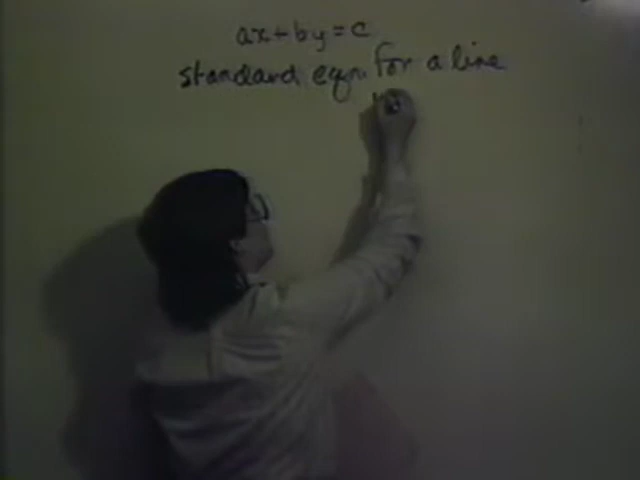 ax + by = c
standard eqn. for a line